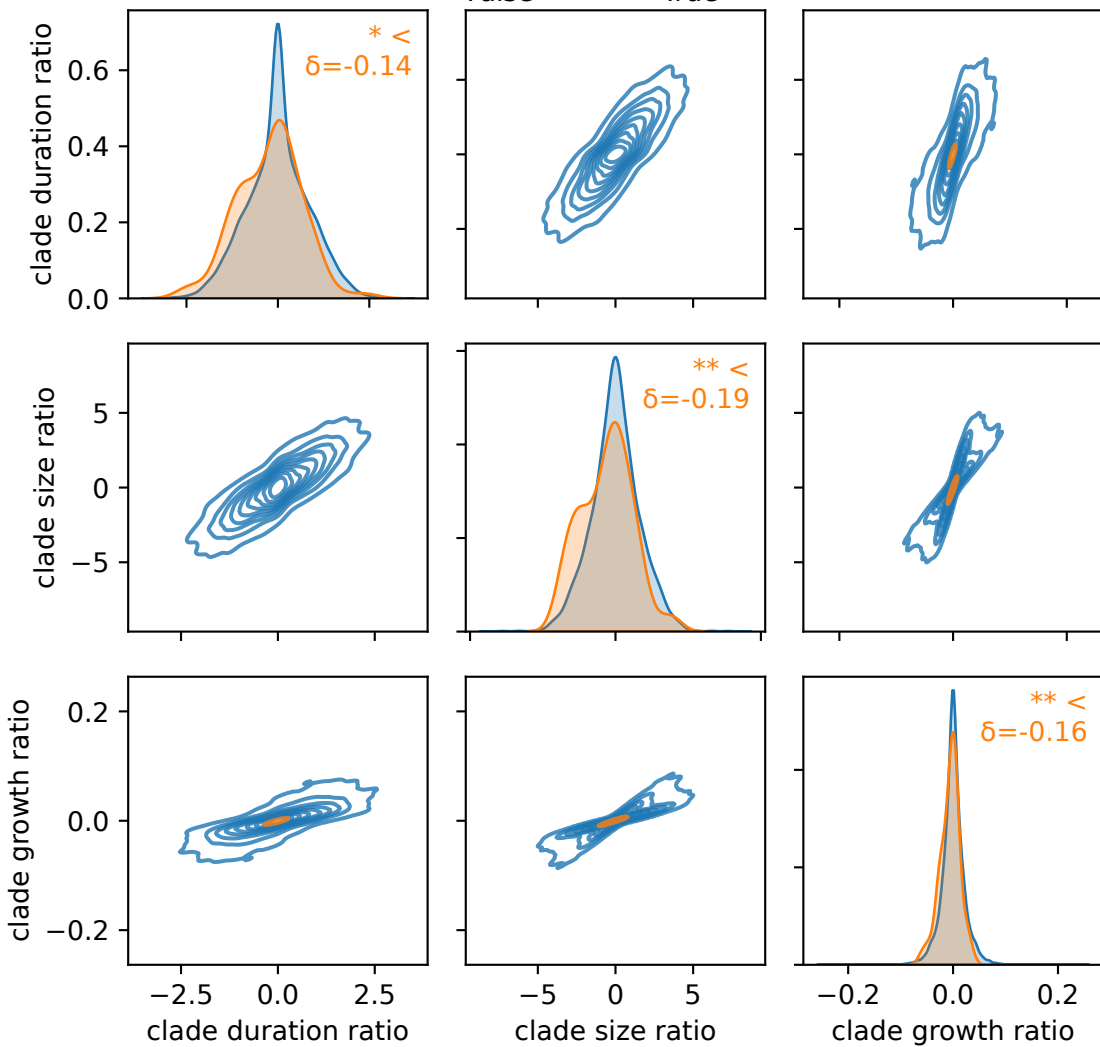 False True
clade duration ratio
0.6
0.4
0.2
0.0
* <
δ=-0.14
clade size ratio
5
0
−5
** <
δ=-0.19
clade growth ratio
0.2
0.0
−0.2
** <
δ=-0.16
−2.5 0.0 2.5
clade duration ratio
−5 0 5
clade size ratio
−0.2 0.0 0.2
clade growth ratio